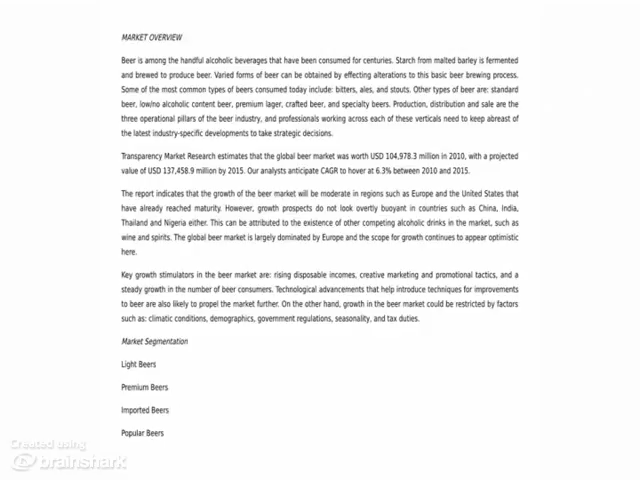 MARKET OVERVIEW
Beer is among the handful alcoholic beverages that have been consumed for centuries. Starch from malted barley is fermented
and brewed to produce beer. Varied forms of beer can be obtained by effecting alterations to this basic beer brewing process.
Some of the most common types of beers consumed today include: bitters, ales, and stouts. Other types of beer are: standard
beer, low/no alcoholic content beer, premium lager, crafted beer, and specialty beers. Production, distribution and sale are the
three operational pillars of the beer industry, and professionals working across each of these verticals need to keep abreast of
the latest industry-specific developments to take strategic decisions.
Transparency Market Research estimates that the global beer market was worth USD 104,978.3 million in 2010, with a projected
value of USD 137,458.9 million by 2015. Our analysts anticipate CAGR to hover at 6.3% between 2010 and 2015.
The report indicates that the growth of the beer market will be moderate in regions such as Europe and the United States that
have already reached maturity. However, growth prospects do not look overtly buoyant in countries such as China, India,
Thailand and Nigeria either. This can be attributed to the existence of other competing alcoholic drinks in the market, such as
wine and spirits. The global beer market is largely dominated by Europe and the scope for growth continues to appear optimistic
here.
Key growth stimulators in the beer market are: rising disposable incomes, creative marketing and promotional tactics, and a
steady growth in the number of beer consumers. Technological advancements that help introduce techniques for improvements
to beer are also likely to propel the market further. On the other hand, growth in the beer market could be restricted by factors
such as: climatic conditions, demographics, government regulations, seasonality, and tax duties.
Market Segmentation
Light Beers
Premium Beers
Imported Beers
Popular Beers
Created using
brainshark